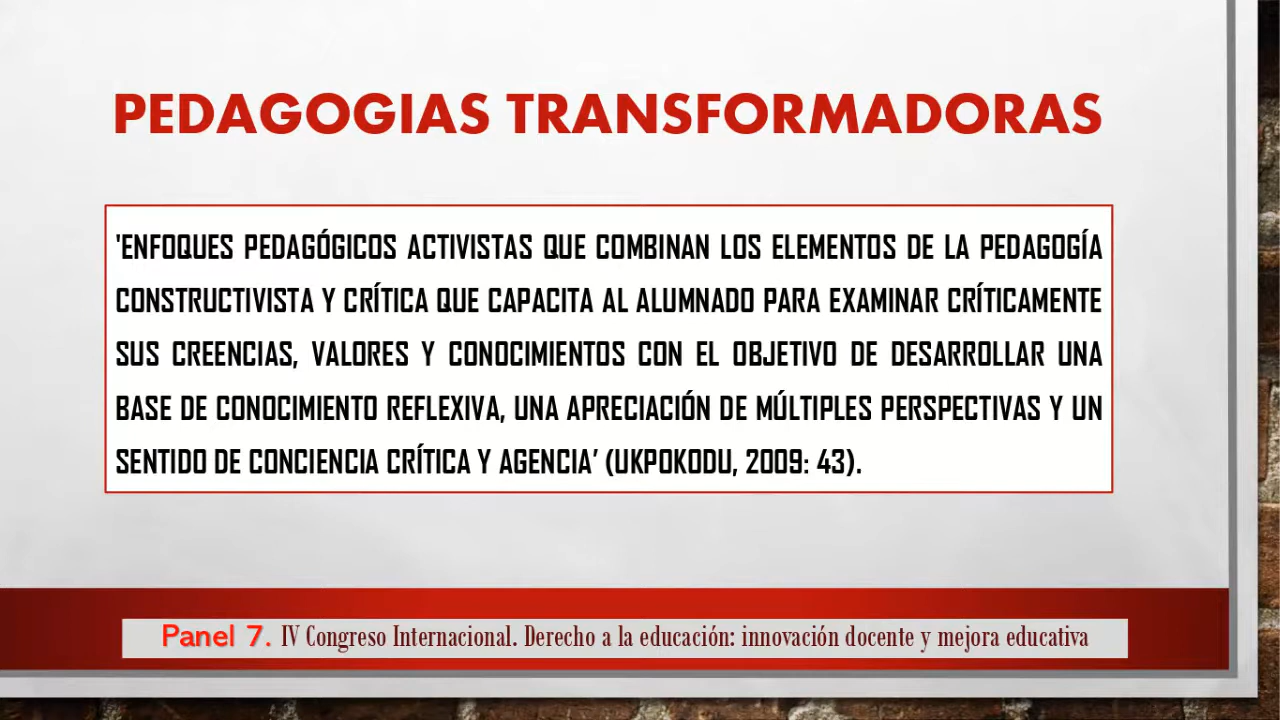 PEDAGOGIAS TRANSFORMADORAS
'ENFOQUES PEDAGÓGICOS ACTIVISTAS QUE COMBINAN LOS ELEMENTOS DE LA PEDAGOGÍA
CONSTRUCTIVISTA Y CRÍTICA QUE CAPACITA AL ALUMNADO PARA EXAMINAR CRÍTICAMENTE
SUS CREENCIAS, VALORES Y CONOCIMIENTOS CON EL OBJETIVO DE DESARROLLAR UNA
BASE DE CONOCIMIENTO REFLEXIVA, UNA APRECIACIÓN DE MÚLTIPLES PERSPECTIVAS Y UN
SENTIDO DE CONCIENCIA CRÍTICA Y AGENCIA’ (UKPOKODU, 2009: 43).
Panel 7. IV Congreso Internacional. Derecho a la educación: innovación docente y mejora educativa